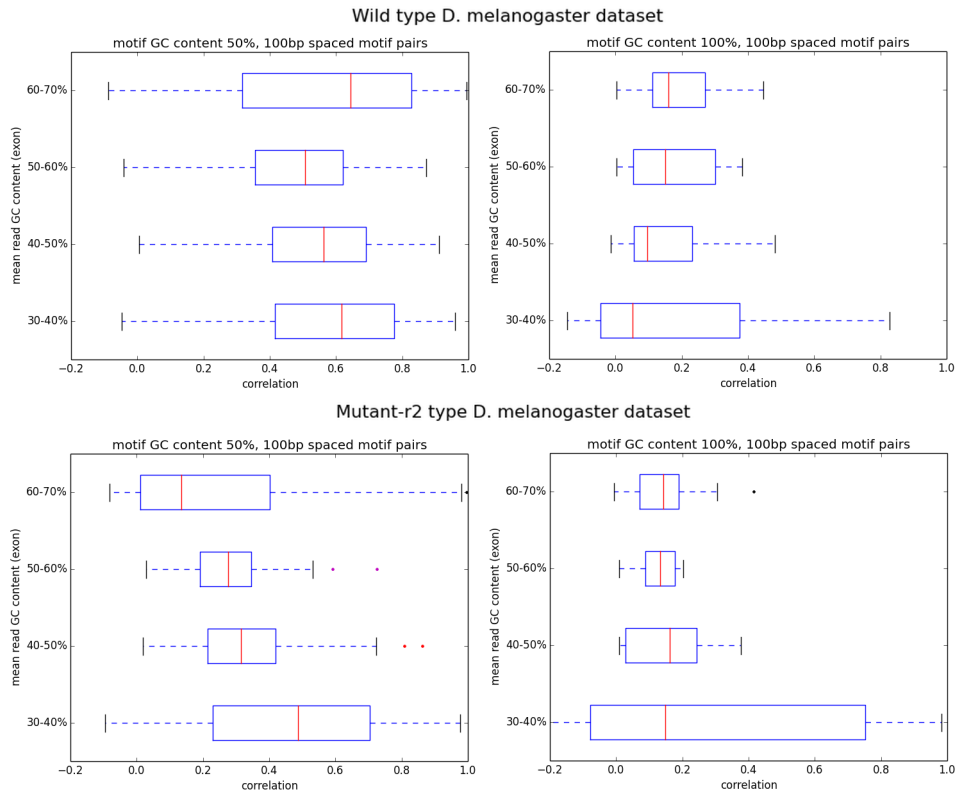 Wild type D. melanogaster dataset
motif GC content 50%, 100bp spaced motif pairs
mean read GC content (exon)
60-70%
50-60%
40-50%
30-40%
−0.2 0.0 0.2 0.4 0.6 0.8 1.0
correlation
motif GC content 100%, 100bp spaced motif pairs
mean read GC content (exon)
60-70%
50-60%
40-50%
30-40%
−0.2 0.0 0.2 0.4 0.6 0.8 1.0
correlation
Mutant-r2 type D. melanogaster dataset
motif GC content 50%, 100bp spaced motif pairs
mean read GC content (exon)
60-70%
50-60%
40-50%
30-40%
−0.2 0.0 0.2 0.4 0.6 0.8 1.0
correlation
motif GC content 100%, 100bp spaced motif pairs
mean read GC content (exon)
60-70%
50-60%
40-50%
30-40%
−0.2 0.0 0.2 0.4 0.6 0.8 1.0
correlation